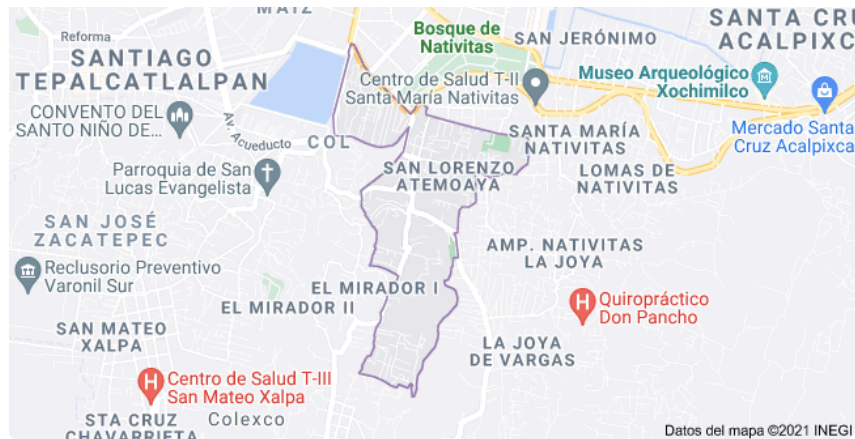 MAIZ
Reforma
SANTIAGO
TEPALCATLALPAN
Bosque de
Nativitas
SAN JERÓNIMO
SANTA CRU
ACALPIXC
CONVENTO DEL
SANTO NIÑO DE...
Centro de Salud T-II
Santa María Nativitas
Museo Arqueológico
Xochimilco
Av. Acueducto
COL
SANTA MARÍA
NATIVITAS
Mercado Santa
Cruz Acalpixca
Parroquia de San
Lucas Evangelista
SAN LORENZO
ATEMOAYA
LOMAS DE
NATIVITAS
SAN JOSÉ
ZACATEPEC
AMP. NATIVITAS
LA JOYA
Reclusorio Preventivo
Varonil Sur
EL MIRADOR I
EL MIRADOR II
Quiropráctico
Don Pancho
SAN MATEO
XALPA
LA JOYA
DE VARGAS
Centro de Salud T-III
San Mateo Xalpa
STA CRUZ
CHAVARRIETA
Colexco
Datos del mapa ©2021 INEGI